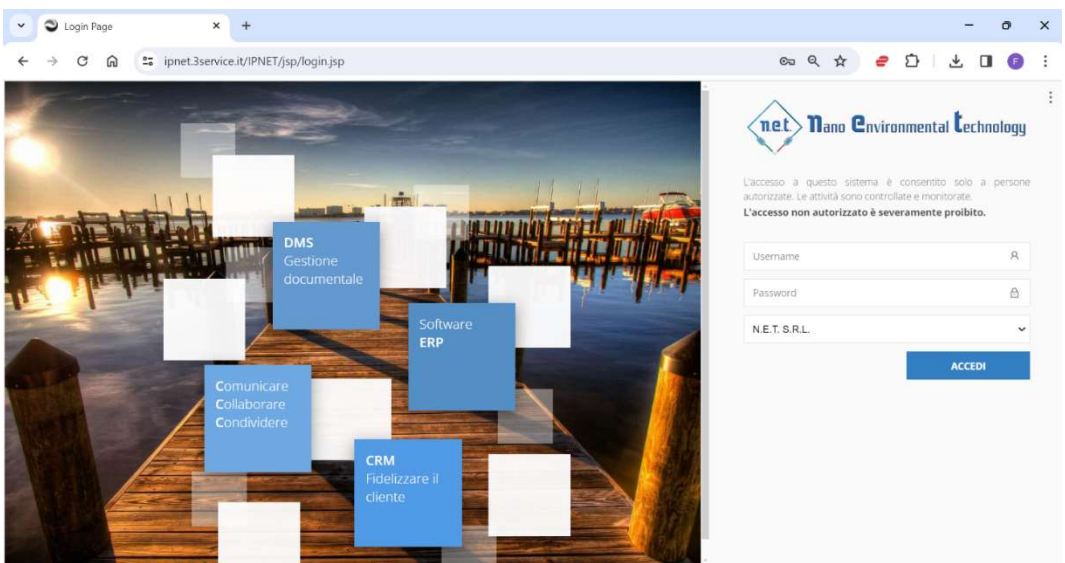 Login Page
ipnet.3service.it/IPNET/jsp/login.jsp
F
DMS
Gestione
documentale
Software
ERP
Comunicare
Collaborare
Condividere
CRM
Fidelizzare il
cliente
n.e.t. Nano Environmental technology
L'accesso a questo sistema è consentito solo a persone
autorizzate. Le attività sono controllate e monitorate.
L'accesso non autorizzato è severamente proibito.
Username
Password
N.E.T. S.R.L.
ACCEDI